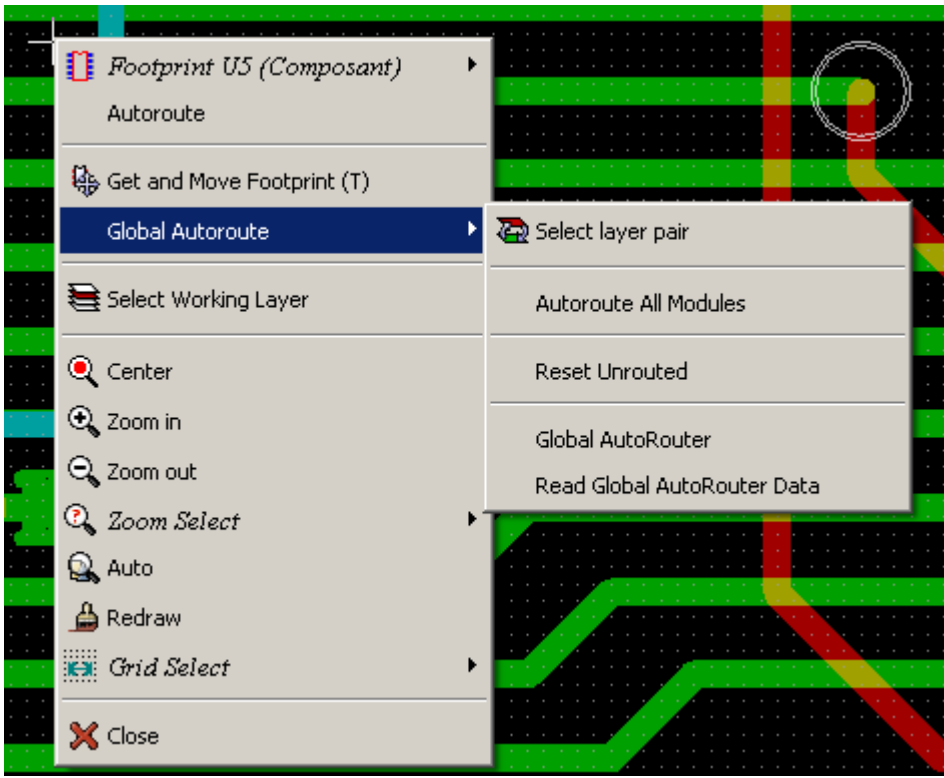 Footprint U5 (Composant)
Autoroute
Get and Move Footprint (T)
Global Autoroute
Select Working Layer
Center
Zoom in
Zoom out
Zoom Select
Auto
Redraw
Grid Select
Close
Select layer pair
Autoroute All Modules
Reset Unrouted
Global AutoRouter
Read Global AutoRouter Data